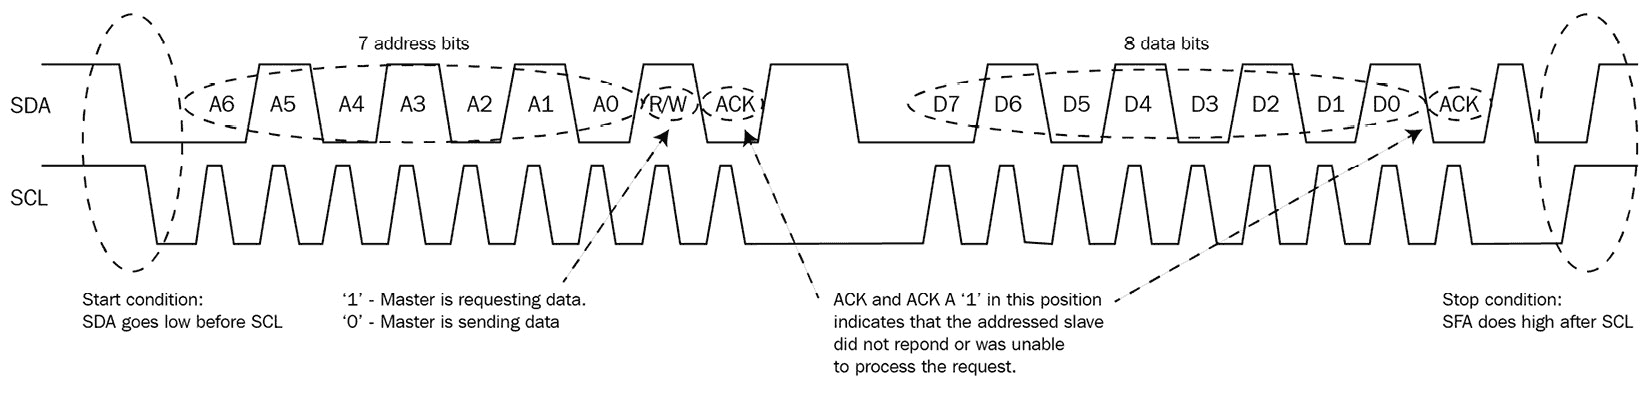 7 address bits
8 data bits
SDA
A6 A5 A4 A3 A2 A1 A0 R/W ACK
D7 D6 D5 D4 D3 D2 D1 D0 ACK
SCL
Start condition:
SDA goes low before SCL
‘1’ - Master is requesting data.
‘0’ - Master is sending data
ACK and ACK A ‘1’ in this position
indicates that the addressed slave
did not repond or was unable
to process the request.
Stop condition:
SFA does high after SCL